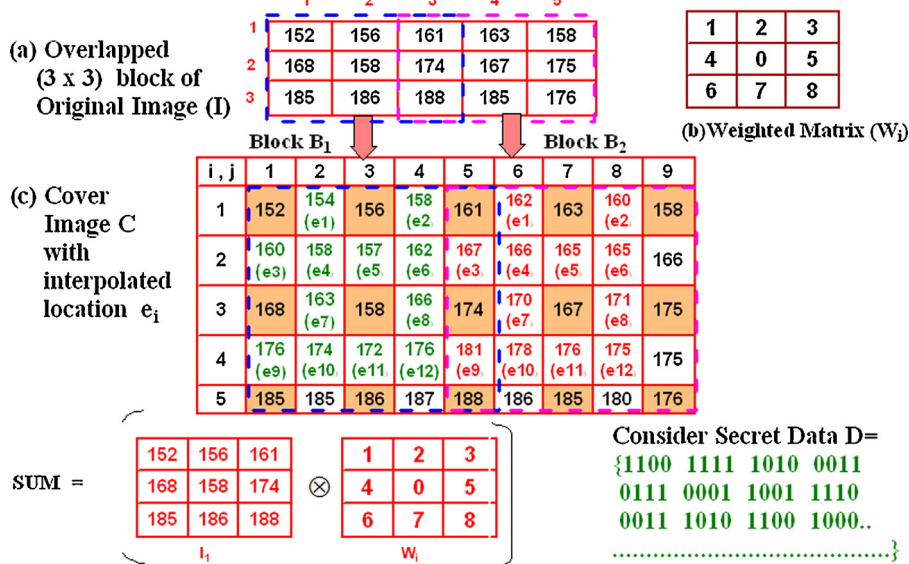 1 2 3 4 5
1 152 156 161 163 158
2 168 158 174 167 175
3 185 186 188 185 176
(a) Overlapped
(3 x 3) block of
Original Image (I)
1 2 3
4 0 5
6 7 8
(b)Weighted Matrix (Wi)
Block B1
Block B2
(c) Cover
Image C
with
interpolated
location ei
i , j 1 2 3 4 5 6 7 8 9
1 152 154 (e1) 156 158 (e2) 161 162 (e1) 163 160 (e2) 158
2 160 (e3) 158 (e4) 157 (e5) 162 (e6) 167 (e3) 166 (e4) 165 (e5) 165 (e6) 166
3 168 163 (e7) 158 166 (e8) 174 170 (e7) 167 171 (e8) 175
4 176 (e9) 174 (e10) 172 (e11) 176 (e12) 181 (e9) 178 (e10) 176 (e11) 175 (e12) 175
5 185 185 186 187 188 186 185 180 176
SUM =
152 156 161
168 158 174
185 186 188
I1
⊗
1 2 3
4 0 5
6 7 8
Wi
Consider Secret Data D=
{1100 1111 1010 0011
0111 0001 1001 1110
0011 1010 1100 1000..
........................................}